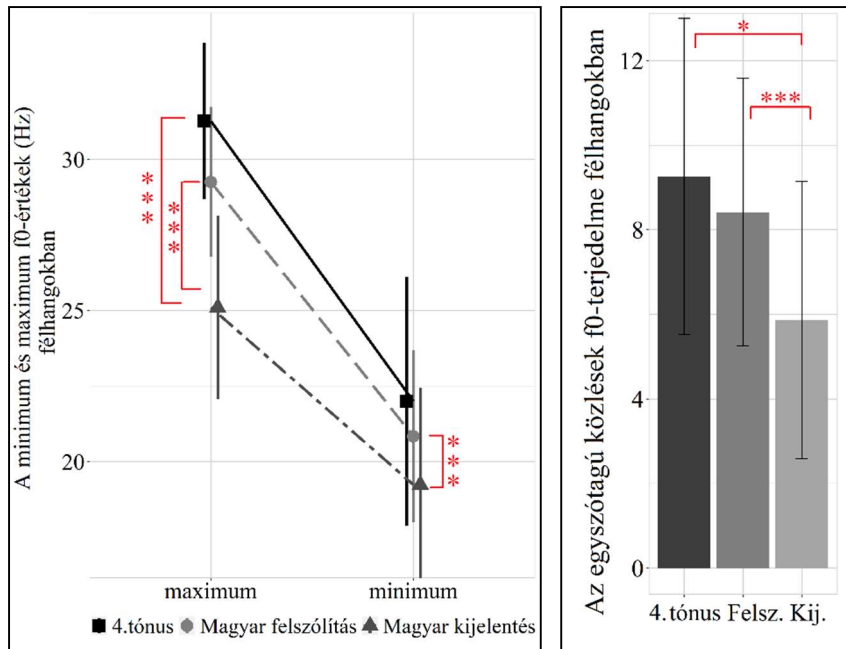 A minimum és maximum f0-értékek (Hz)
félhangokban
30
25
20
***
***
***
maximum
minimum
4.tónus Magyar felszólítás Magyar kijelentés
Az egyszótagú közlések f0-terjedelme félhangokban
12
8
4
0
*
***
4.tónus Felsz. Kij.